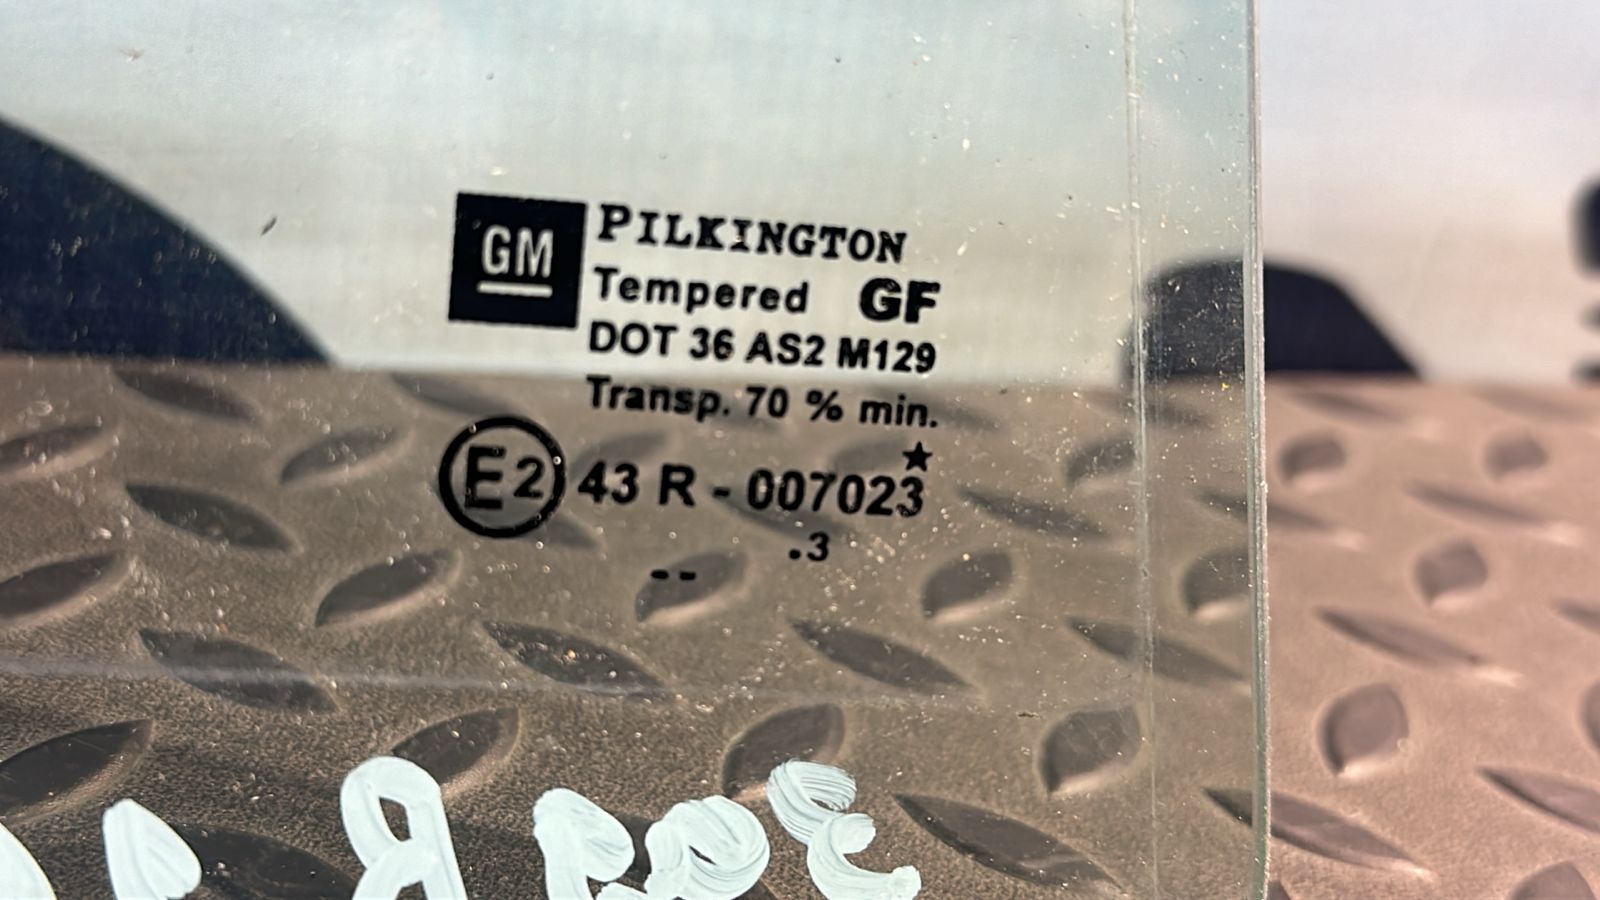 GM
PILKINGTON
Tempered GF
DOT 36 AS2 M129
Transp. 70 % min.
E2 43 R - 007023 ★
.3
--